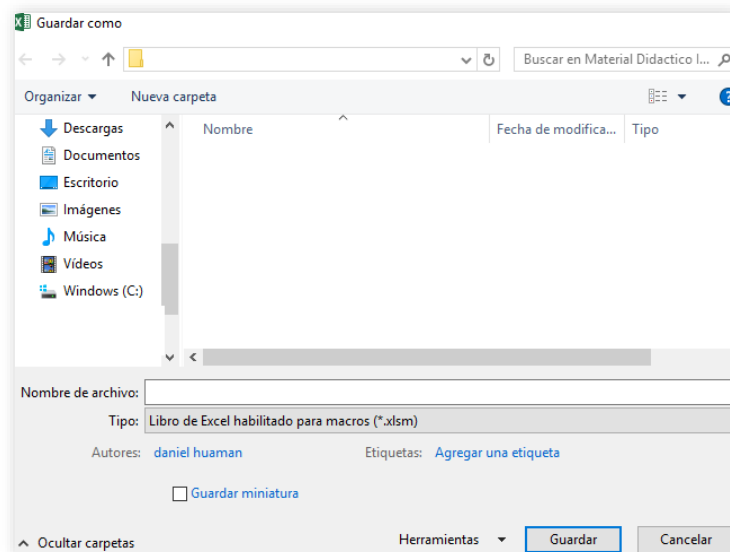 Guardar como
Buscar en Material Didactico I...
Organizar Nueva carpeta
Descargas
Documentos
Escritorio
Imágenes
Música
Vídeos
Windows (C:)
Nombre Fecha de modifica... Tipo
Nombre de archivo:
Tipo: Libro de Excel habilitado para macros (*.xlsm)
Autores: daniel huaman Etiquetas: Agregar una etiqueta
Guardar miniatura
Ocultar carpetas Herramientas Guardar Cancelar